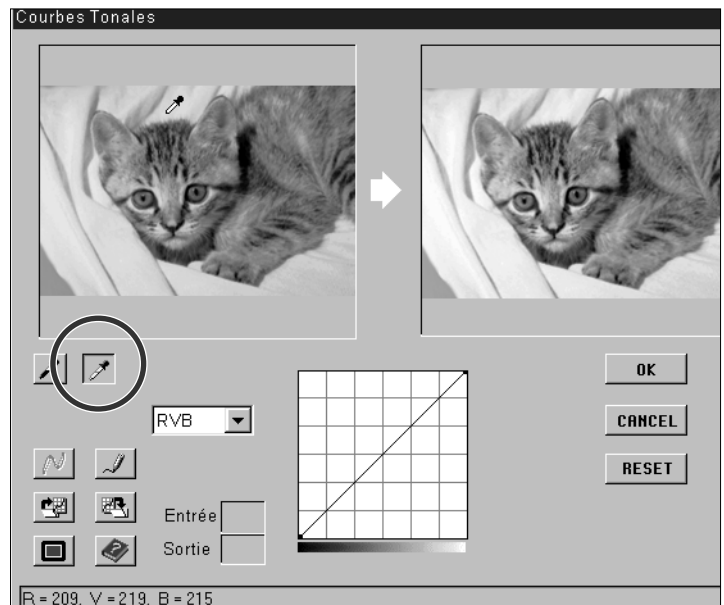 Courbes Tonales
OK
RVB
CANCEL
RESET
Entrée
Sortie
R = 209, V = 219, B = 215